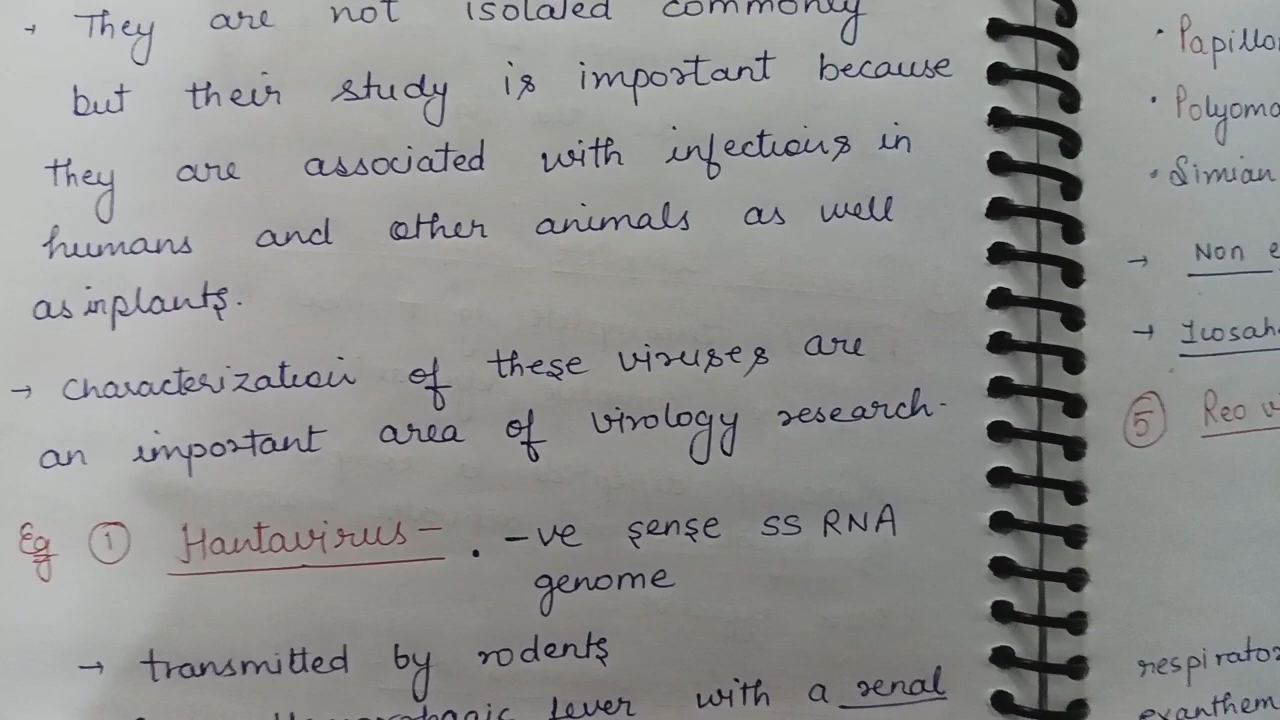 → They are not isolated commonly
but their study is important because
they are associated with infections in
humans and other animals as well
as in plants.
→ Characterization of these viruses are
an important area of virology research.
Eg ① Hantavirus - . -ve sense ss RNA
genome
→ transmitted by rodents
fever with a renal
• Papillo
• Polyoma
• Simian
→ Non e
→ Icosah
⑤ Reo v
respirator
exanthem